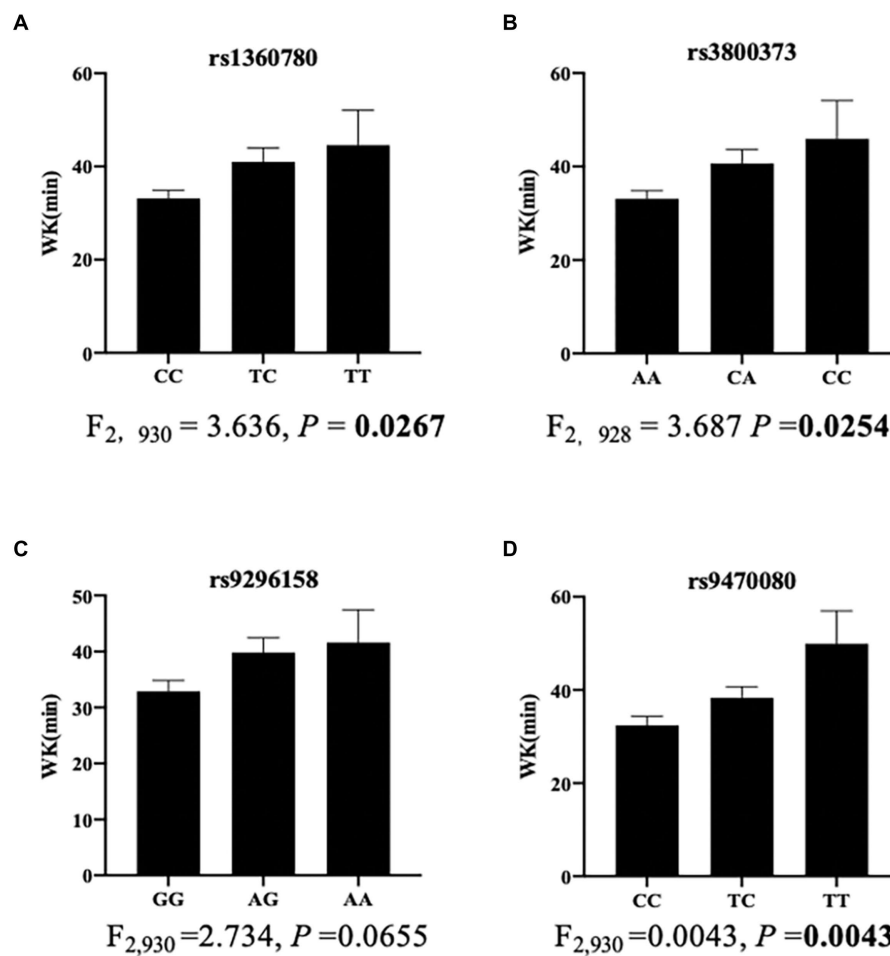 A
rs1360780
60
40
20
0
WK(min)
CC TC TT
F2, 930 = 3.636, P = 0.0267
B
rs3800373
60
40
20
0
WK(min)
AA CA CC
F2, 928 = 3.687 P =0.0254
C
rs9296158
50
40
30
20
10
0
WK(min)
GG AG AA
F2,930 =2.734, P =0.0655
D
rs9470080
60
40
20
0
WK(min)
CC TC TT
F2,930 =0.0043, P =0.0043